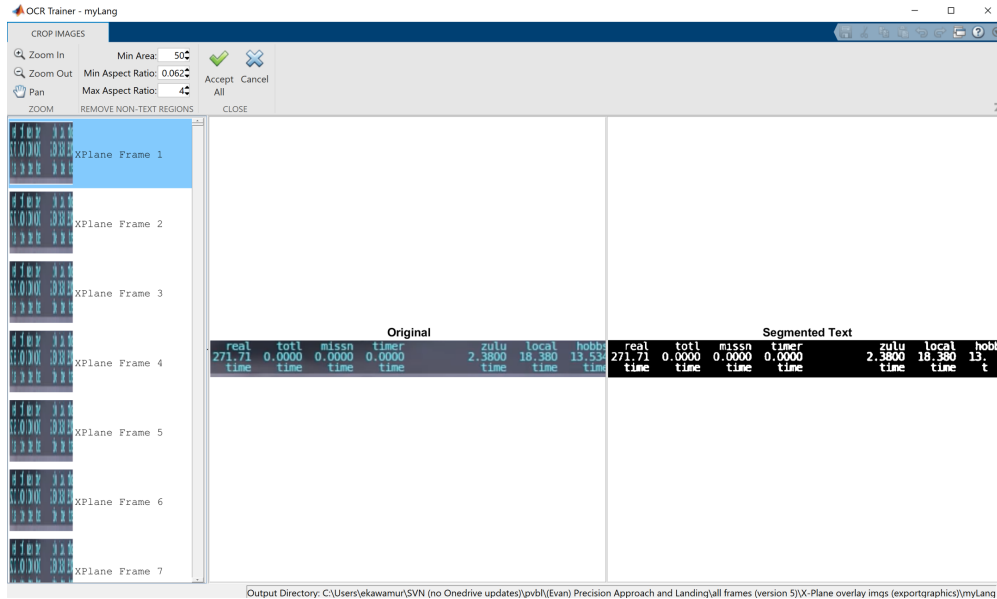 OCR Trainer - myLang
CROP IMAGES
Zoom In
Zoom Out
Pan
ZOOM
Min Area: 50
Min Aspect Ratio: 0.062
Max Aspect Ratio: 4
REMOVE NON-TEXT REGIONS
Accept All
Cancel
CLOSE
XPlane Frame 1
XPlane Frame 2
XPlane Frame 3
XPlane Frame 4
XPlane Frame 5
XPlane Frame 6
XPlane Frame 7
Original
real totl missn timer zulu local hobbs
271.71 0.0000 0.0000 0.0000 2.3800 18.380 13.534
time time time time time time time
Segmented Text
real totl missn timer zulu local hobb
271.71 0.0000 0.0000 0.0000 2.3800 18.380 13.
time time time time time time t
Output Directory: C:\Users\ekawamur\SVN (no Onedrive updates)\pvbl\(Evan) Precision Approach and Landing\all frames (version 5)\X-Plane overlay imgs (exportgraphics)\myLang